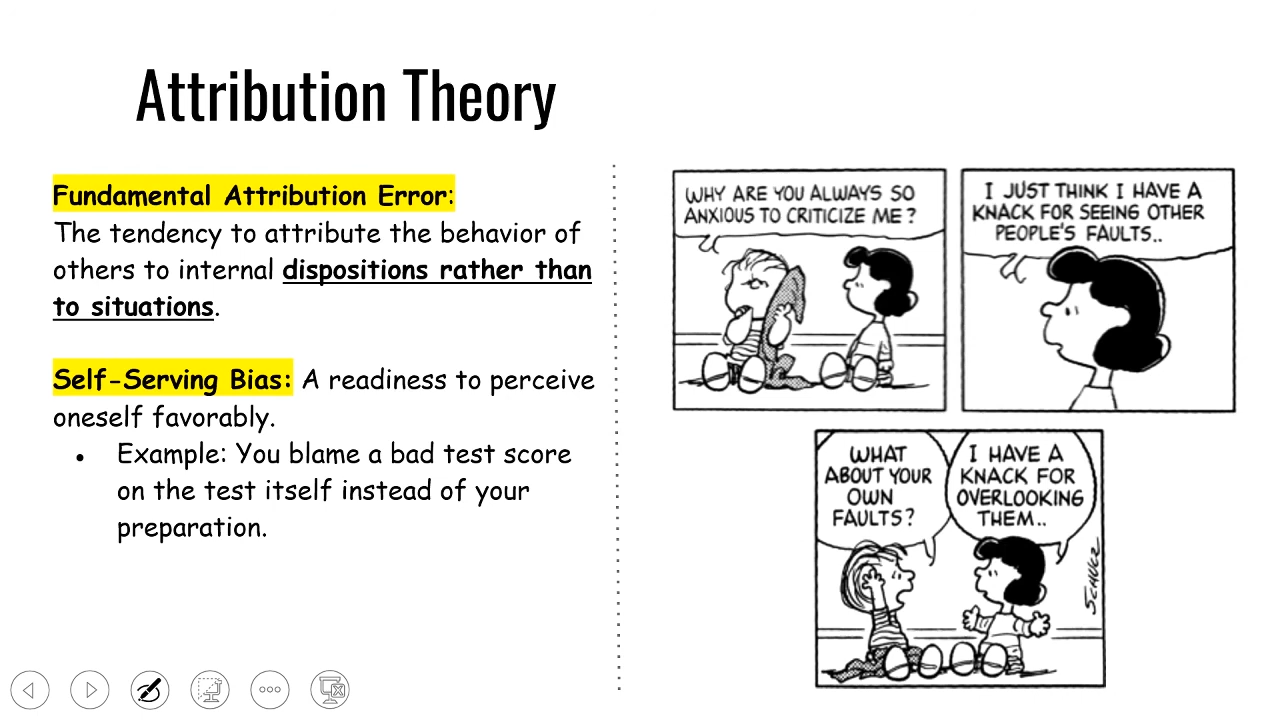 Attribution Theory
Fundamental Attribution Error:
The tendency to attribute the behavior of
others to internal dispositions rather than
to situations.
Self-Serving Bias: A readiness to perceive
oneself favorably.
● Example: You blame a bad test score
on the test itself instead of your
preparation.
WHY ARE YOU ALWAYS SO
ANXIOUS TO CRITICIZE ME?
I JUST THINK I HAVE A
KNACK FOR SEEING OTHER
PEOPLE'S FAULTS..
WHAT
ABOUT YOUR
OWN
FAULTS?
I HAVE A
KNACK FOR
OVERLOOKING
THEM..
SCHULZ